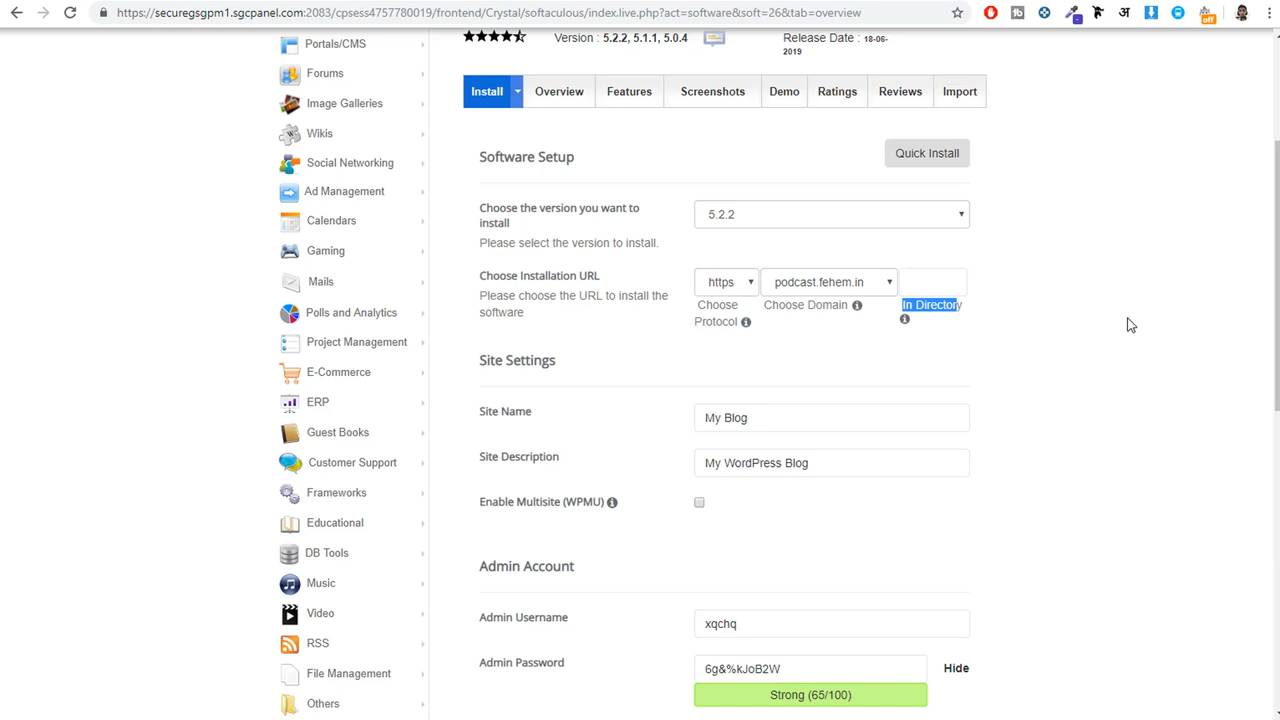 https://securegsgpm1.sgcpanel.com:2083/cpsess4757780019/frontend/Crystal/softaculous/index.live.php?act=software&soft=26&tab=overview
Portals/CMS
Forums
Image Galleries
Wikis
Social Networking
Ad Management
Calendars
Gaming
Mails
Polls and Analytics
Project Management
E-Commerce
ERP
Guest Books
Customer Support
Frameworks
Educational
DB Tools
Music
Video
RSS
File Management
Others
Version : 5.2.2, 5.1.1, 5.0.4
Release Date : 18-06-
2019
Install Overview Features Screenshots Demo Ratings Reviews Import
Software Setup
Quick Install
Choose the version you want to
install
Please select the version to install.
5.2.2
Choose Installation URL
Please choose the URL to install the
software
https podcast.fehem.in
Choose Choose Domain In Directory
Protocol
Site Settings
Site Name
My Blog
Site Description
My WordPress Blog
Enable Multisite (WPMU)
Admin Account
Admin Username
xqchq
Admin Password
6g&%kJoB2W Hide
Strong (65/100)